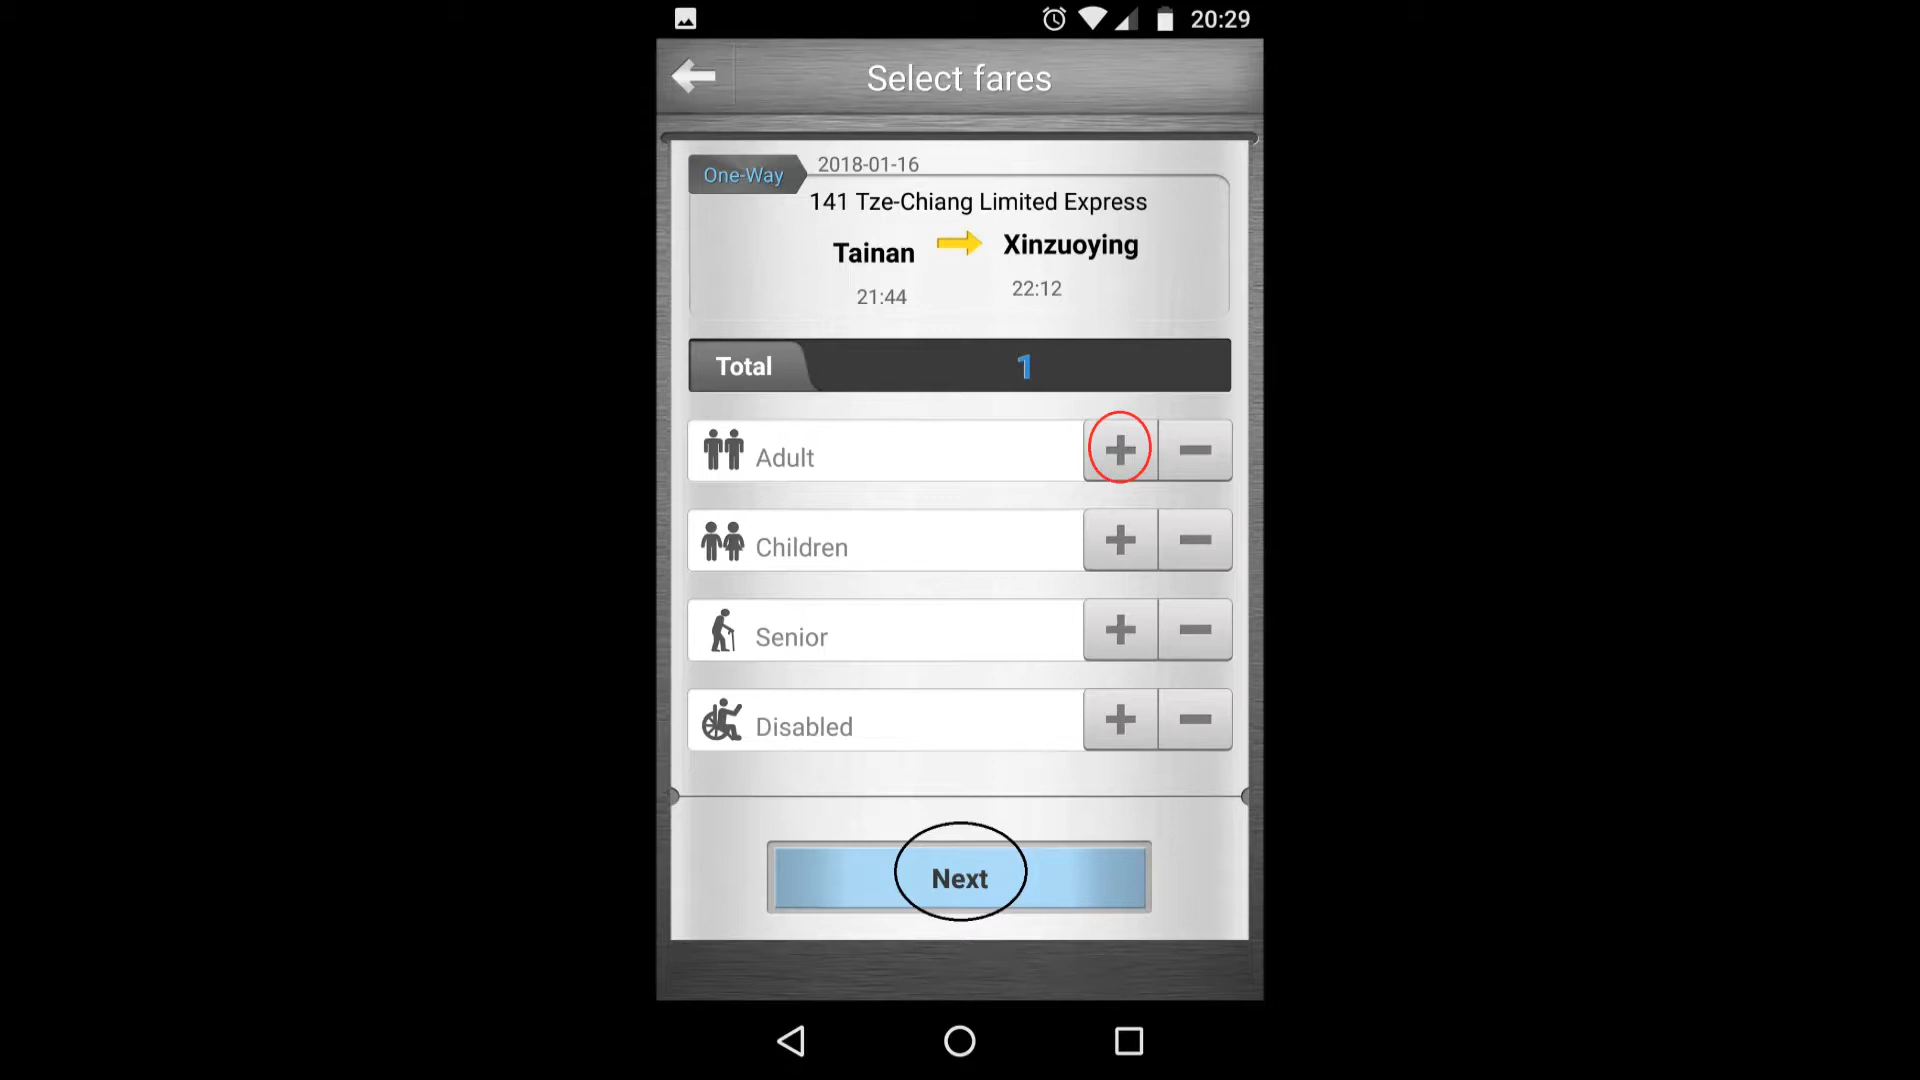 20:29
Select fares
One-Way
2018-01-16
141 Tze-Chiang Limited Express
Tainan
Xinzuoying
21:44
22:12
Total
1
Adult
Children
Senior
Disabled
Next